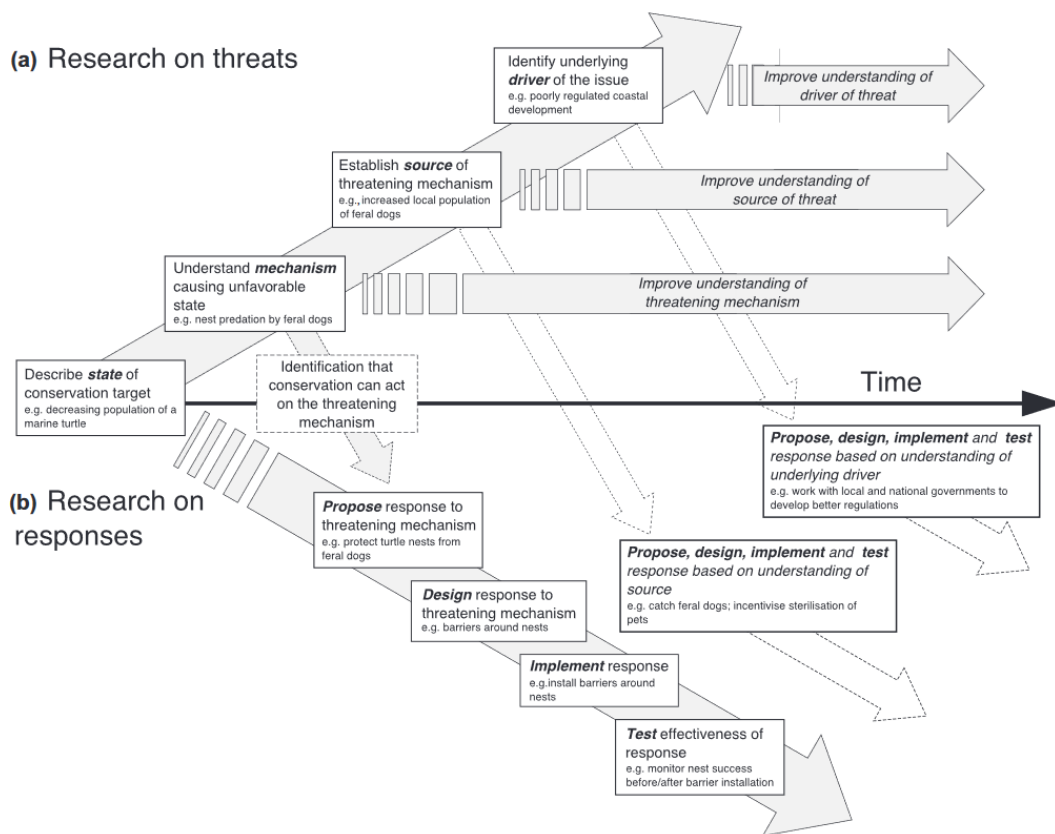 (a) Research on threats
Identify underlying
driver of the issue
e.g. poorly regulated coastal
development
Improve understanding of
driver of threat
Establish source of
threatening mechanism
e.g., increased local population
of feral dogs
Improve understanding of
source of threat
Understand mechanism
causing unfavorable
state
e.g. nest predation by feral dogs
Improve understanding of
threatening mechanism
Describe state of
conservation target
e.g. decreasing population of a
marine turtle
Identification that
conservation can act
on the threatening
mechanism
Time
(b) Research on
responses
Propose response to
threatening mechanism
e.g. protect turtle nests from
feral dogs
Design response to
threatening mechanism
e.g. barriers around nests
Implement response
e.g.install barriers around
nests
Test effectiveness of
response
e.g. monitor nest success
before/after barrier installation
Propose, design, implement and test
response based on understanding of
source
e.g. catch feral dogs; incentivise sterilisation of
pets
Propose, design, implement and test
response based on understanding of
underlying driver
e.g. work with local and national governments to
develop better regulations